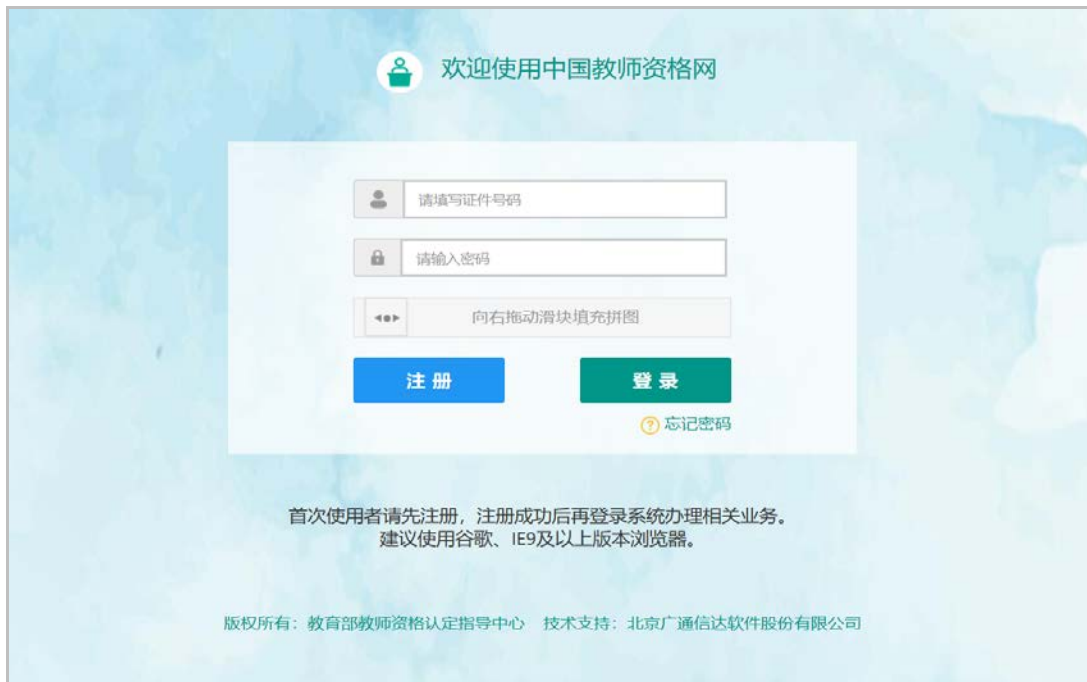 欢迎使用中国教师资格网
请填写证件号码
请输入密码
向右拖动滑块填充拼图
注 册
登 录
? 忘记密码
首次使用者请先注册，注册成功后再登录系统办理相关业务。
建议使用谷歌、IE9及以上版本浏览器。
版权所有：教育部教师资格认定指导中心 技术支持：北京广通信达软件股份有限公司